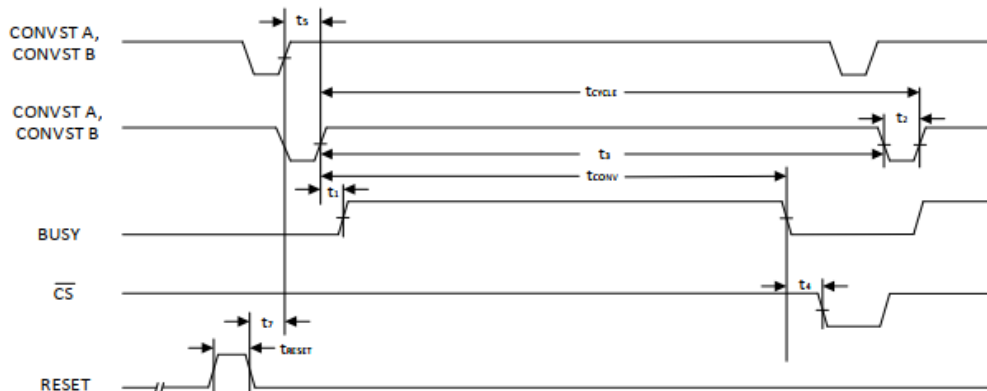 CONVST A,
CONVST B
t5
tCYCLE
CONVST A,
CONVST B
t2
t3
tCONV
t1
BUSY
CS
t4
t7
tRESET
RESET